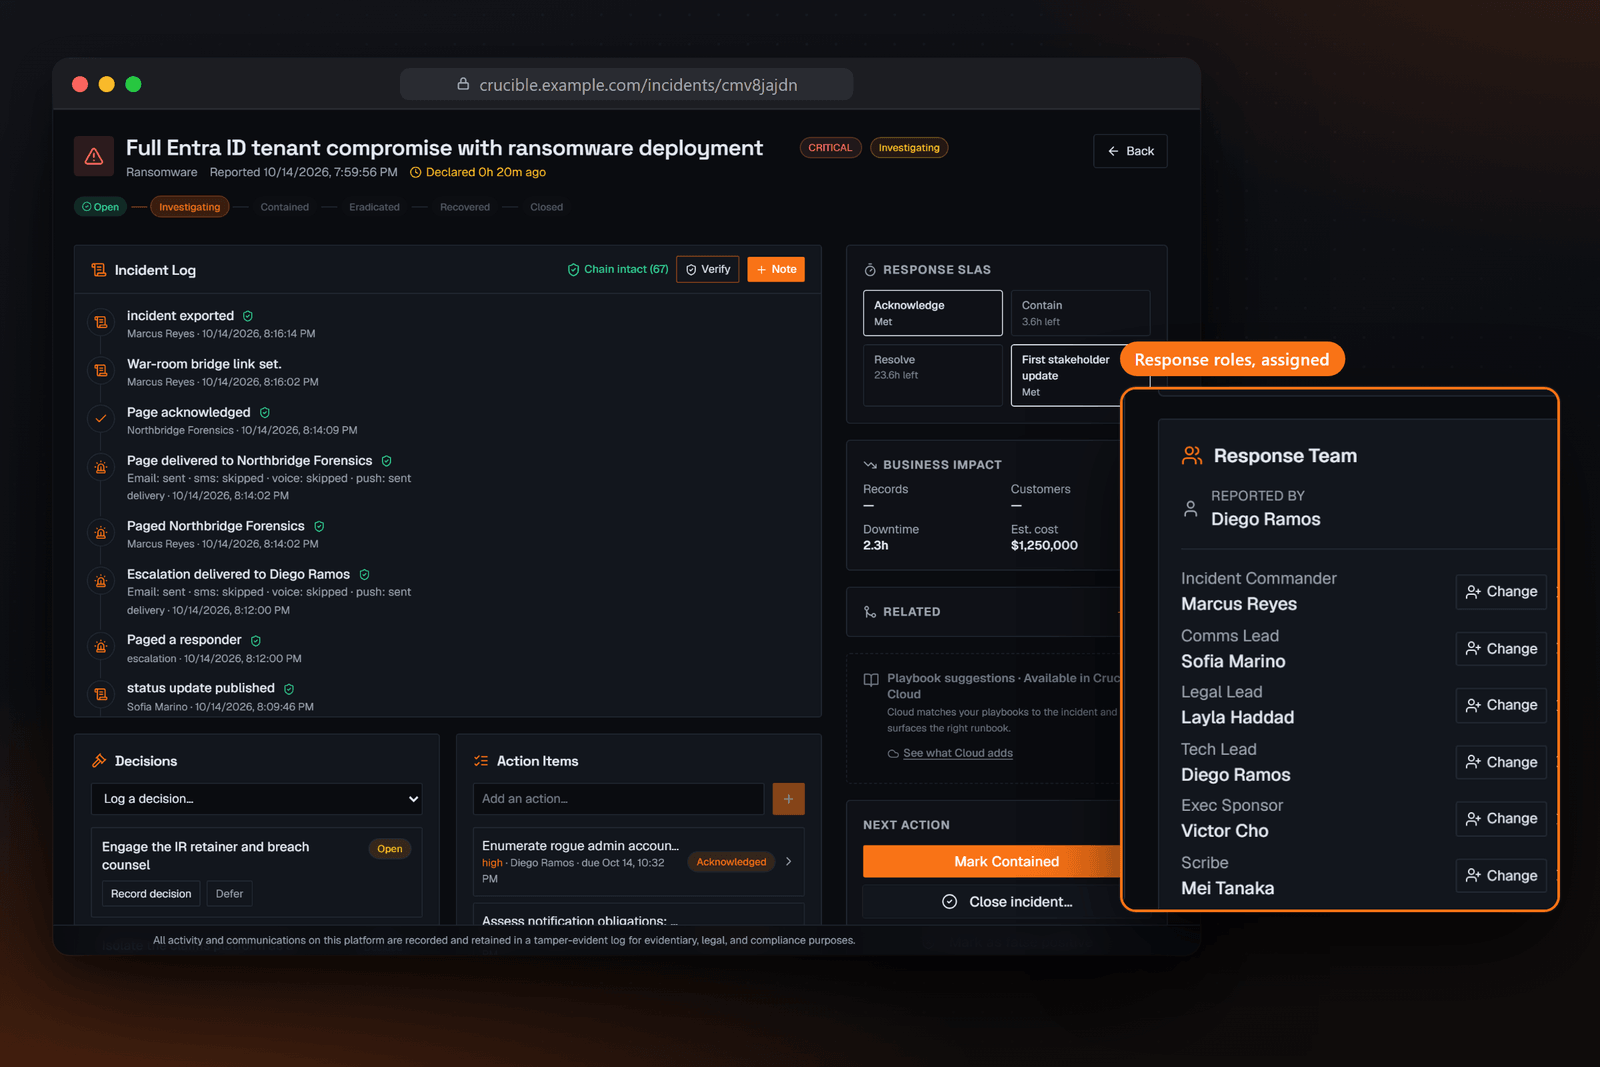 crucible.example.com/incidents/cmv8jajdn
Full Entra ID tenant compromise with ransomware deployment
CRITICAL
Investigating
Back
Ransomware Reported 10/14/2026, 7:59:56 PM Declared 0h 20m ago
Open Investigating Contained Eradicated Recovered Closed
Incident Log
Chain intact (67)
Verify
Note
incident exported
Marcus Reyes · 10/14/2026, 8:16:14 PM
War-room bridge link set.
Marcus Reyes · 10/14/2026, 8:16:02 PM
Page acknowledged
Northbridge Forensics · 10/14/2026, 8:14:09 PM
Page delivered to Northbridge Forensics
Email: sent · sms: skipped · voice: skipped · push: sent
delivery · 10/14/2026, 8:14:02 PM
Paged Northbridge Forensics
Marcus Reyes · 10/14/2026, 8:14:02 PM
Escalation delivered to Diego Ramos
Email: sent · sms: skipped · voice: skipped · push: sent
delivery · 10/14/2026, 8:12:00 PM
Paged a responder
escalation · 10/14/2026, 8:12:00 PM
status update published
Sofia Marino · 10/14/2026, 8:09:46 PM
Decisions
Log a decision...
Engage the IR retainer and breach
counsel
Open
Record decision
Defer
Action Items
Add an action...
Enumerate rogue admin accoun...
high · Diego Ramos · due Oct 14, 10:32
PM
Acknowledged
Assess notification obligations: ...
RESPONSE SLAS
Acknowledge
Met
Contain
3.6h left
Resolve
23.6h left
First stakeholder
update
Met
BUSINESS IMPACT
Records
—
Customers
—
Downtime
2.3h
Est. cost
$1,250,000
RELATED
Playbook suggestions · Available in Cruc
Cloud
Cloud matches your playbooks to the incident and
surfaces the right runbook.
See what Cloud adds
NEXT ACTION
Mark Contained
Close incident...
Response roles, assigned
Response Team
REPORTED BY
Diego Ramos
Incident Commander
Marcus Reyes
Change
Comms Lead
Sofia Marino
Change
Legal Lead
Layla Haddad
Change
Tech Lead
Diego Ramos
Change
Exec Sponsor
Victor Cho
Change
Scribe
Mei Tanaka
Change
All activity and communications on this platform are recorded and retained in a tamper-evident log for evidentiary, legal, and compliance purposes.